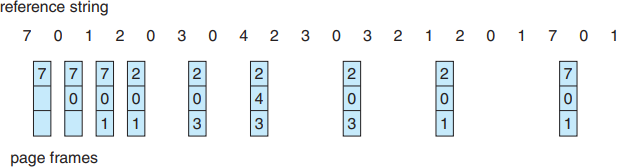 reference string
7 0 1 2 0 3 0 4 2 3 0 3 2 1 2 0 1 7 0 1
7 7 7 2 2 2 2 2 7
0 0 0 0 4 0 0 0
1 1 3 3 3 1 1
page frames